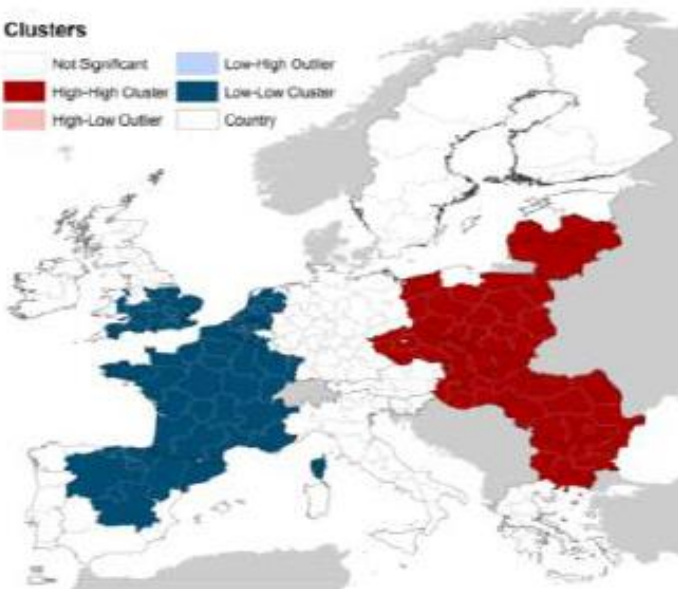 Clusters
Not Significant
Low-High Outlier
High-High Cluster
Low-Low Cluster
High-Low Outlier
Country